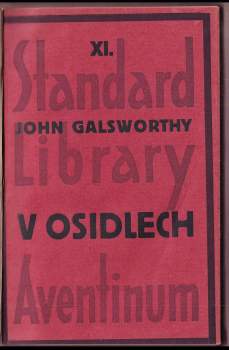 XI.
Standard
JOHN GALSWORTHY
Library
V OSIDLECH
Aventinum